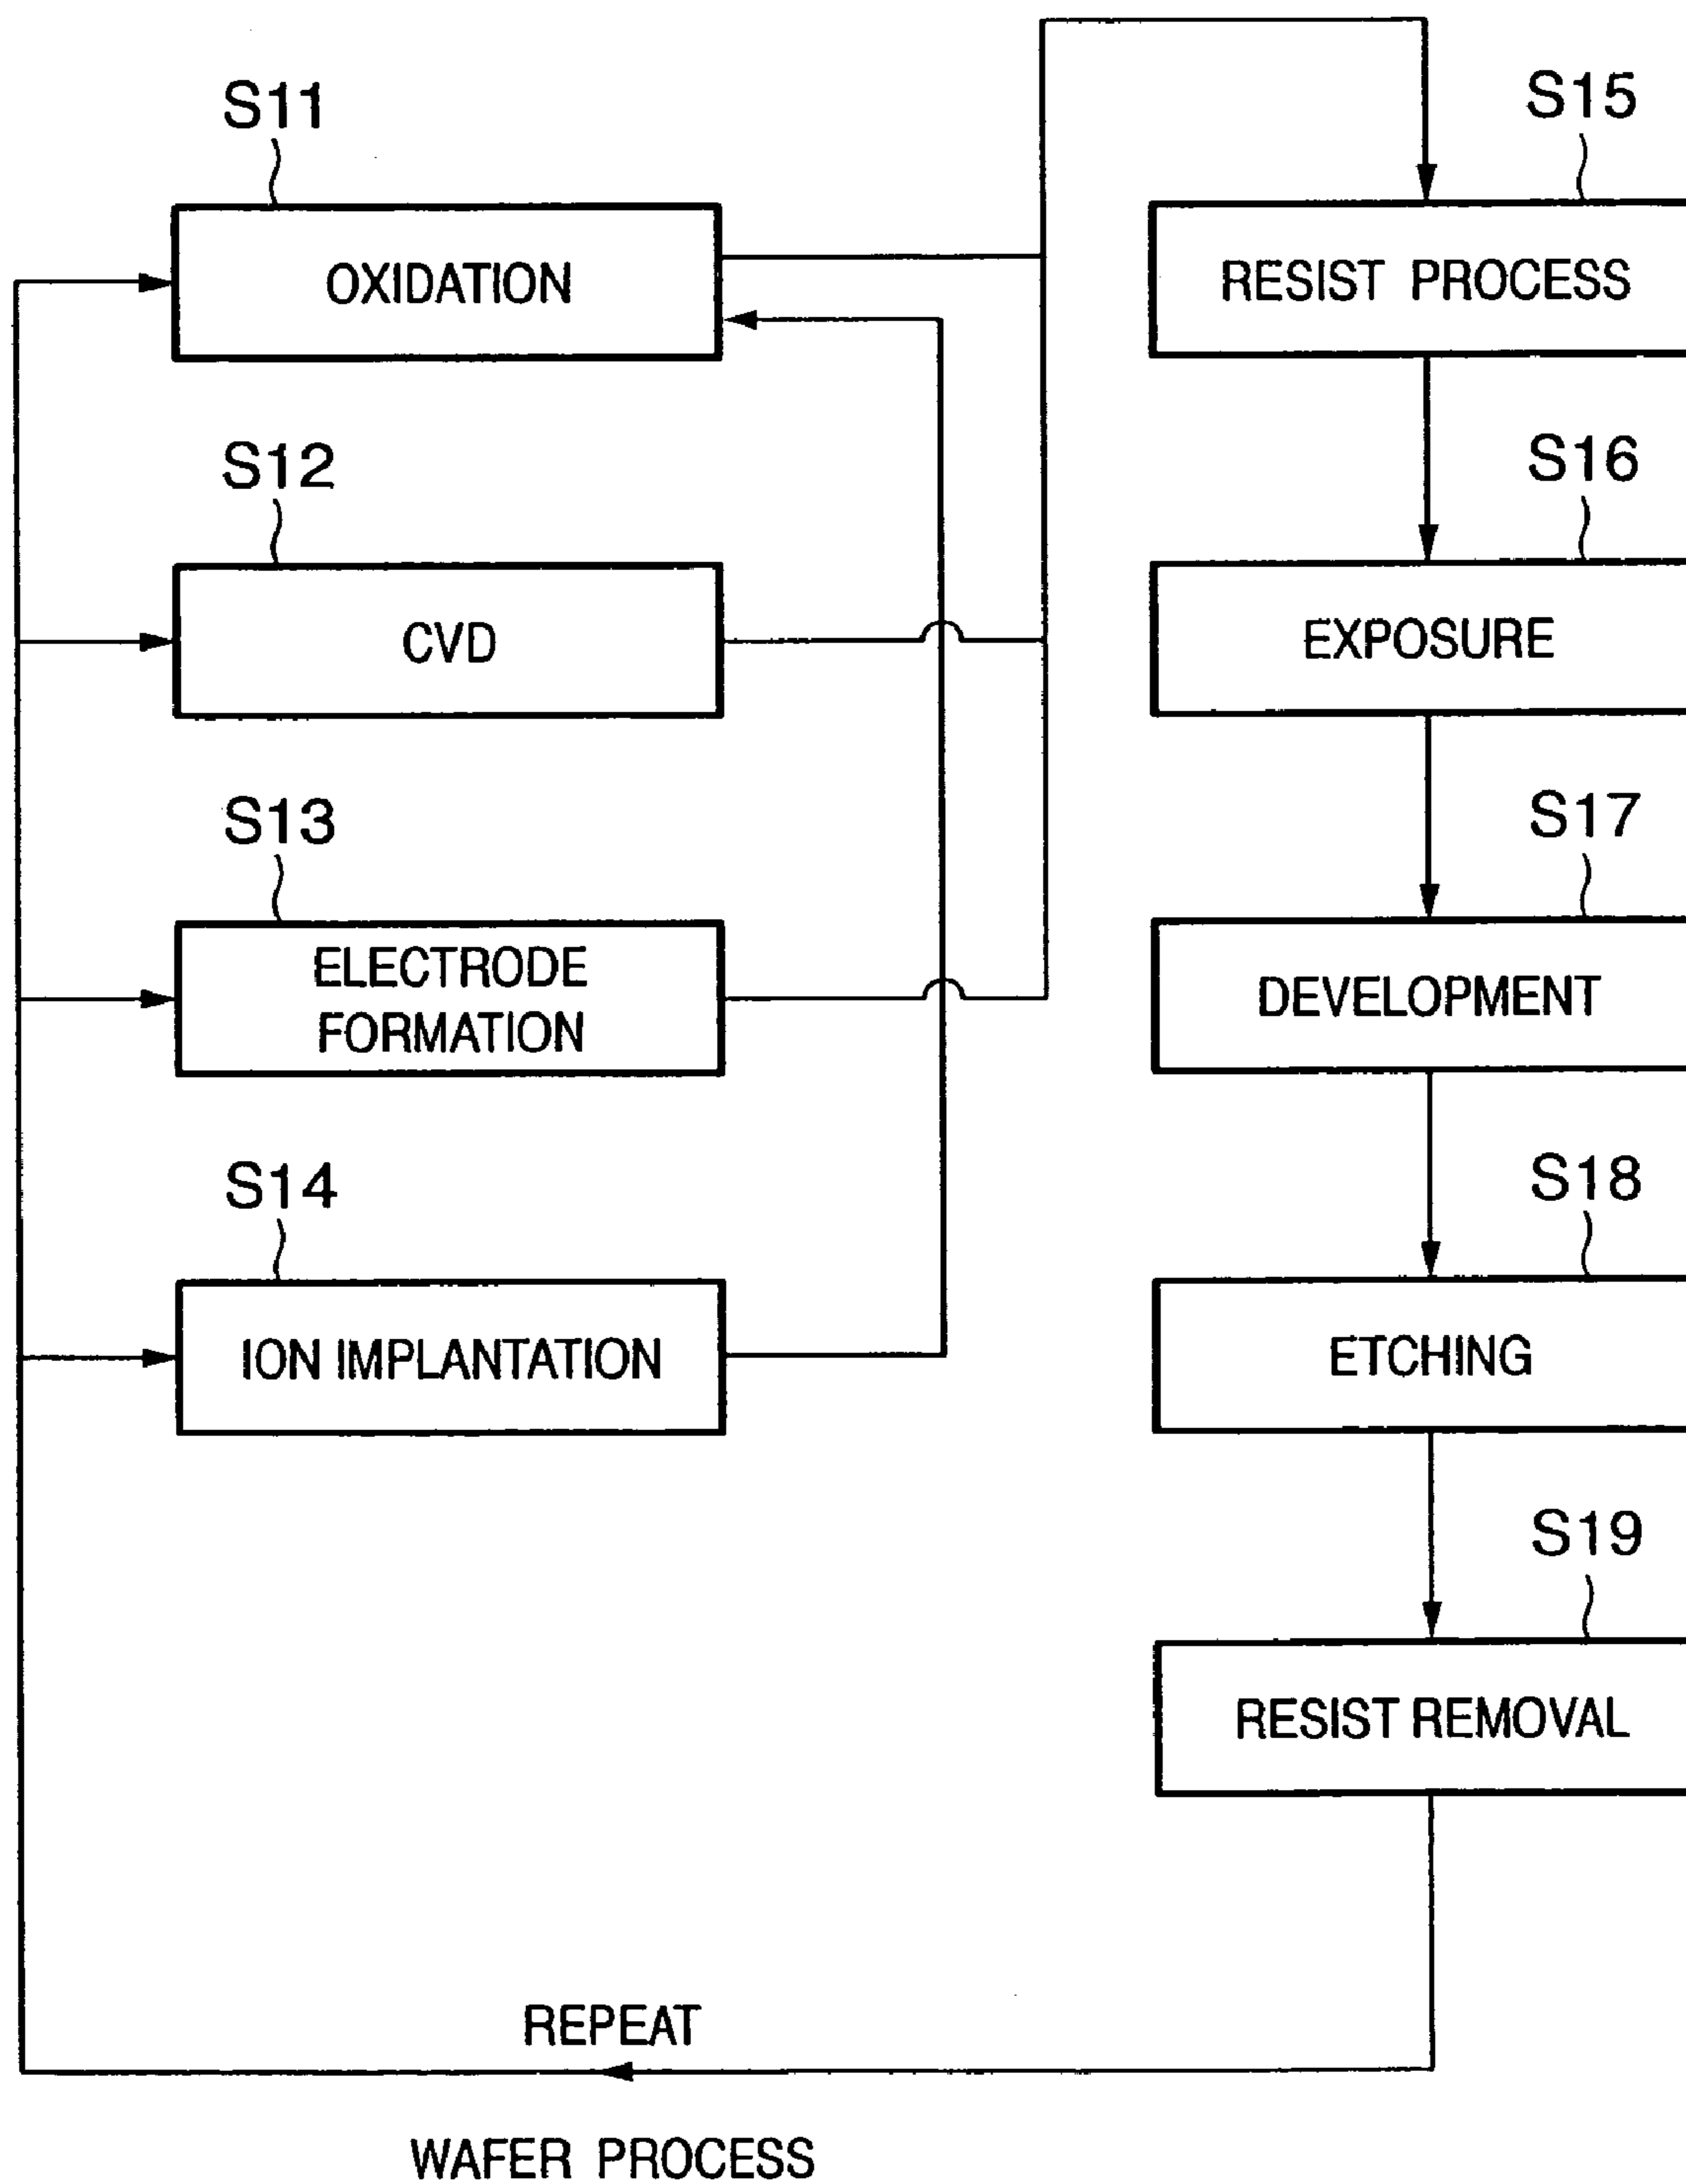 S11
OXIDATION
S12
CVD
S13
ELECTRODE
FORMATION
S14
ION IMPLANTATION
S15
RESIST PROCESS
S16
EXPOSURE
S17
DEVELOPMENT
S18
ETCHING
S19
RESIST REMOVAL
REPEAT
WAFER PROCESS